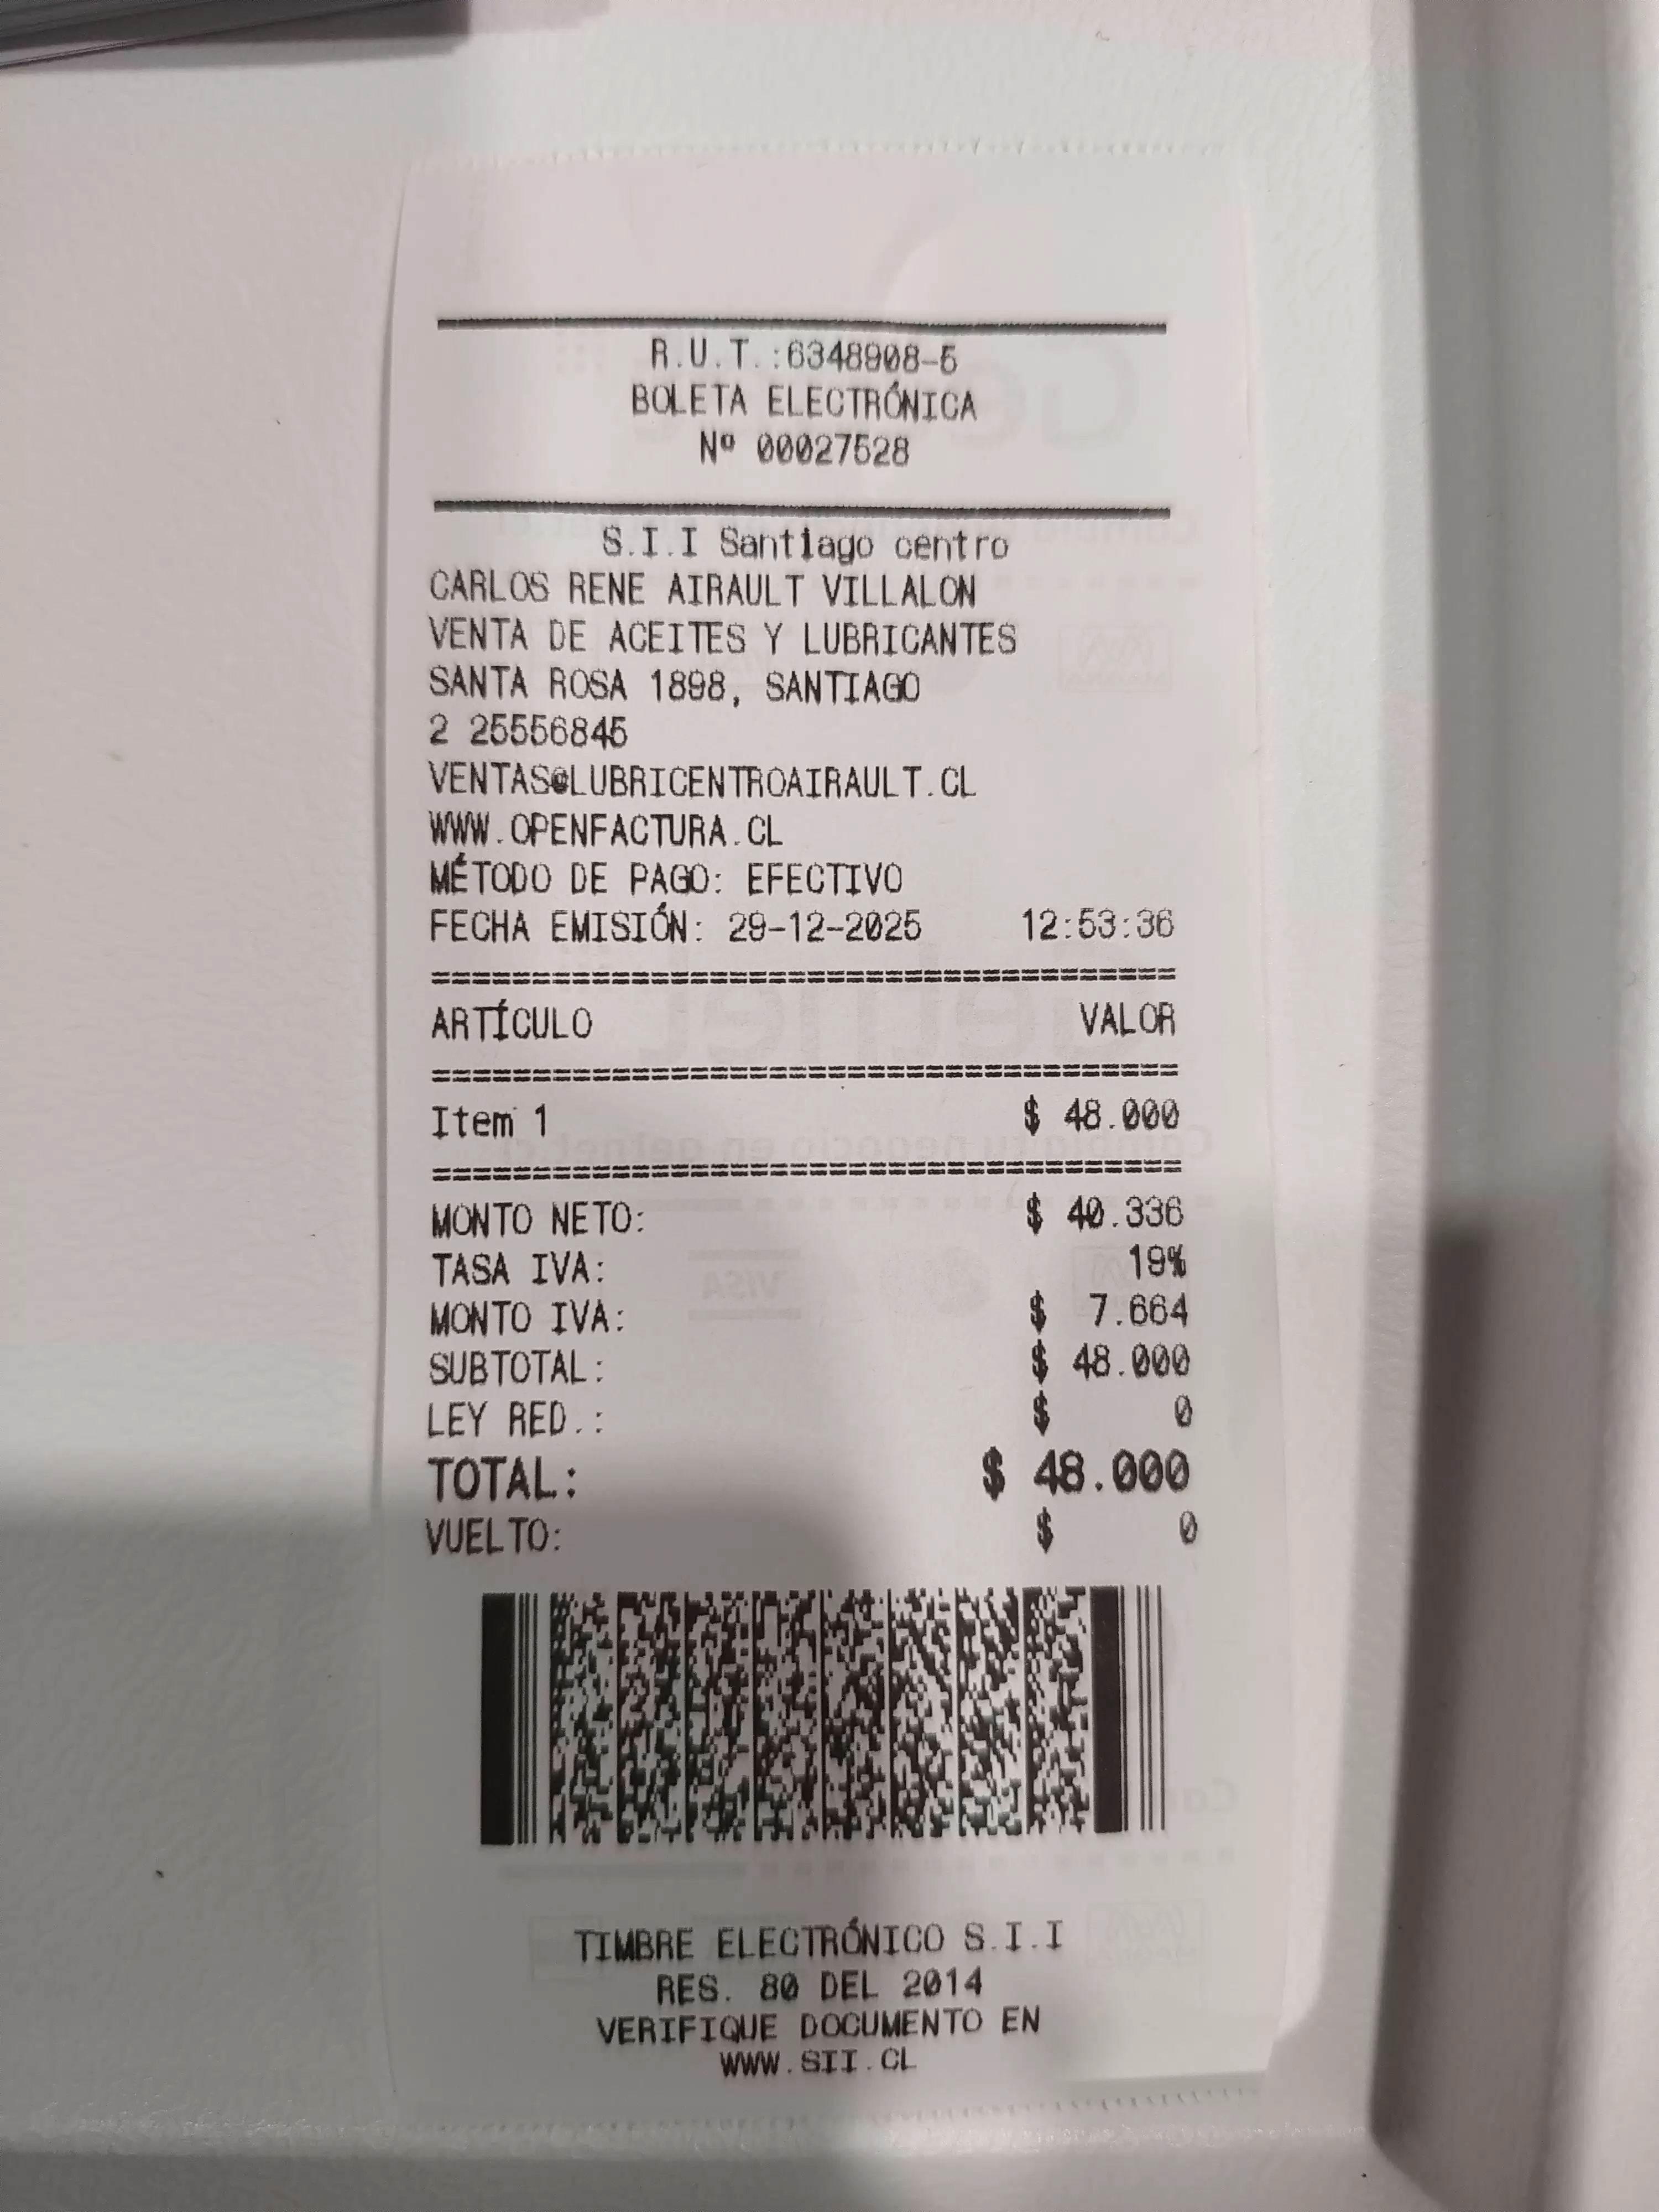 R.U.T.:6348908-5
BOLETA ELECTRÓNICA
Nº 00027528
S.I.I Santiago centro
CARLOS RENE AIRAULT VILLALON
VENTA DE ACEITES Y LUBRICANTES
SANTA ROSA 1898, SANTIAGO
2 25556845
VENTAS@LUBRICENTROAIRAULT.CL
WWW.OPENFACTURA.CL
MÉTODO DE PAGO: EFECTIVO
FECHA EMISIÓN: 29-12-2025 12:53:36
==================================
ARTÍCULO VALOR
==================================
Item 1 $ 48.000
==================================
MONTO NETO: $ 40.336
TASA IVA: 19%
MONTO IVA: $ 7.664
SUBTOTAL: $ 48.000
LEY RED.: $ 0
TOTAL: $ 48.000
VUELTO: $ 0
TIMBRE ELECTRÓNICO S.I.I
RES. 80 DEL 2014
VERIFIQUE DOCUMENTO EN
WWW.SII.CL